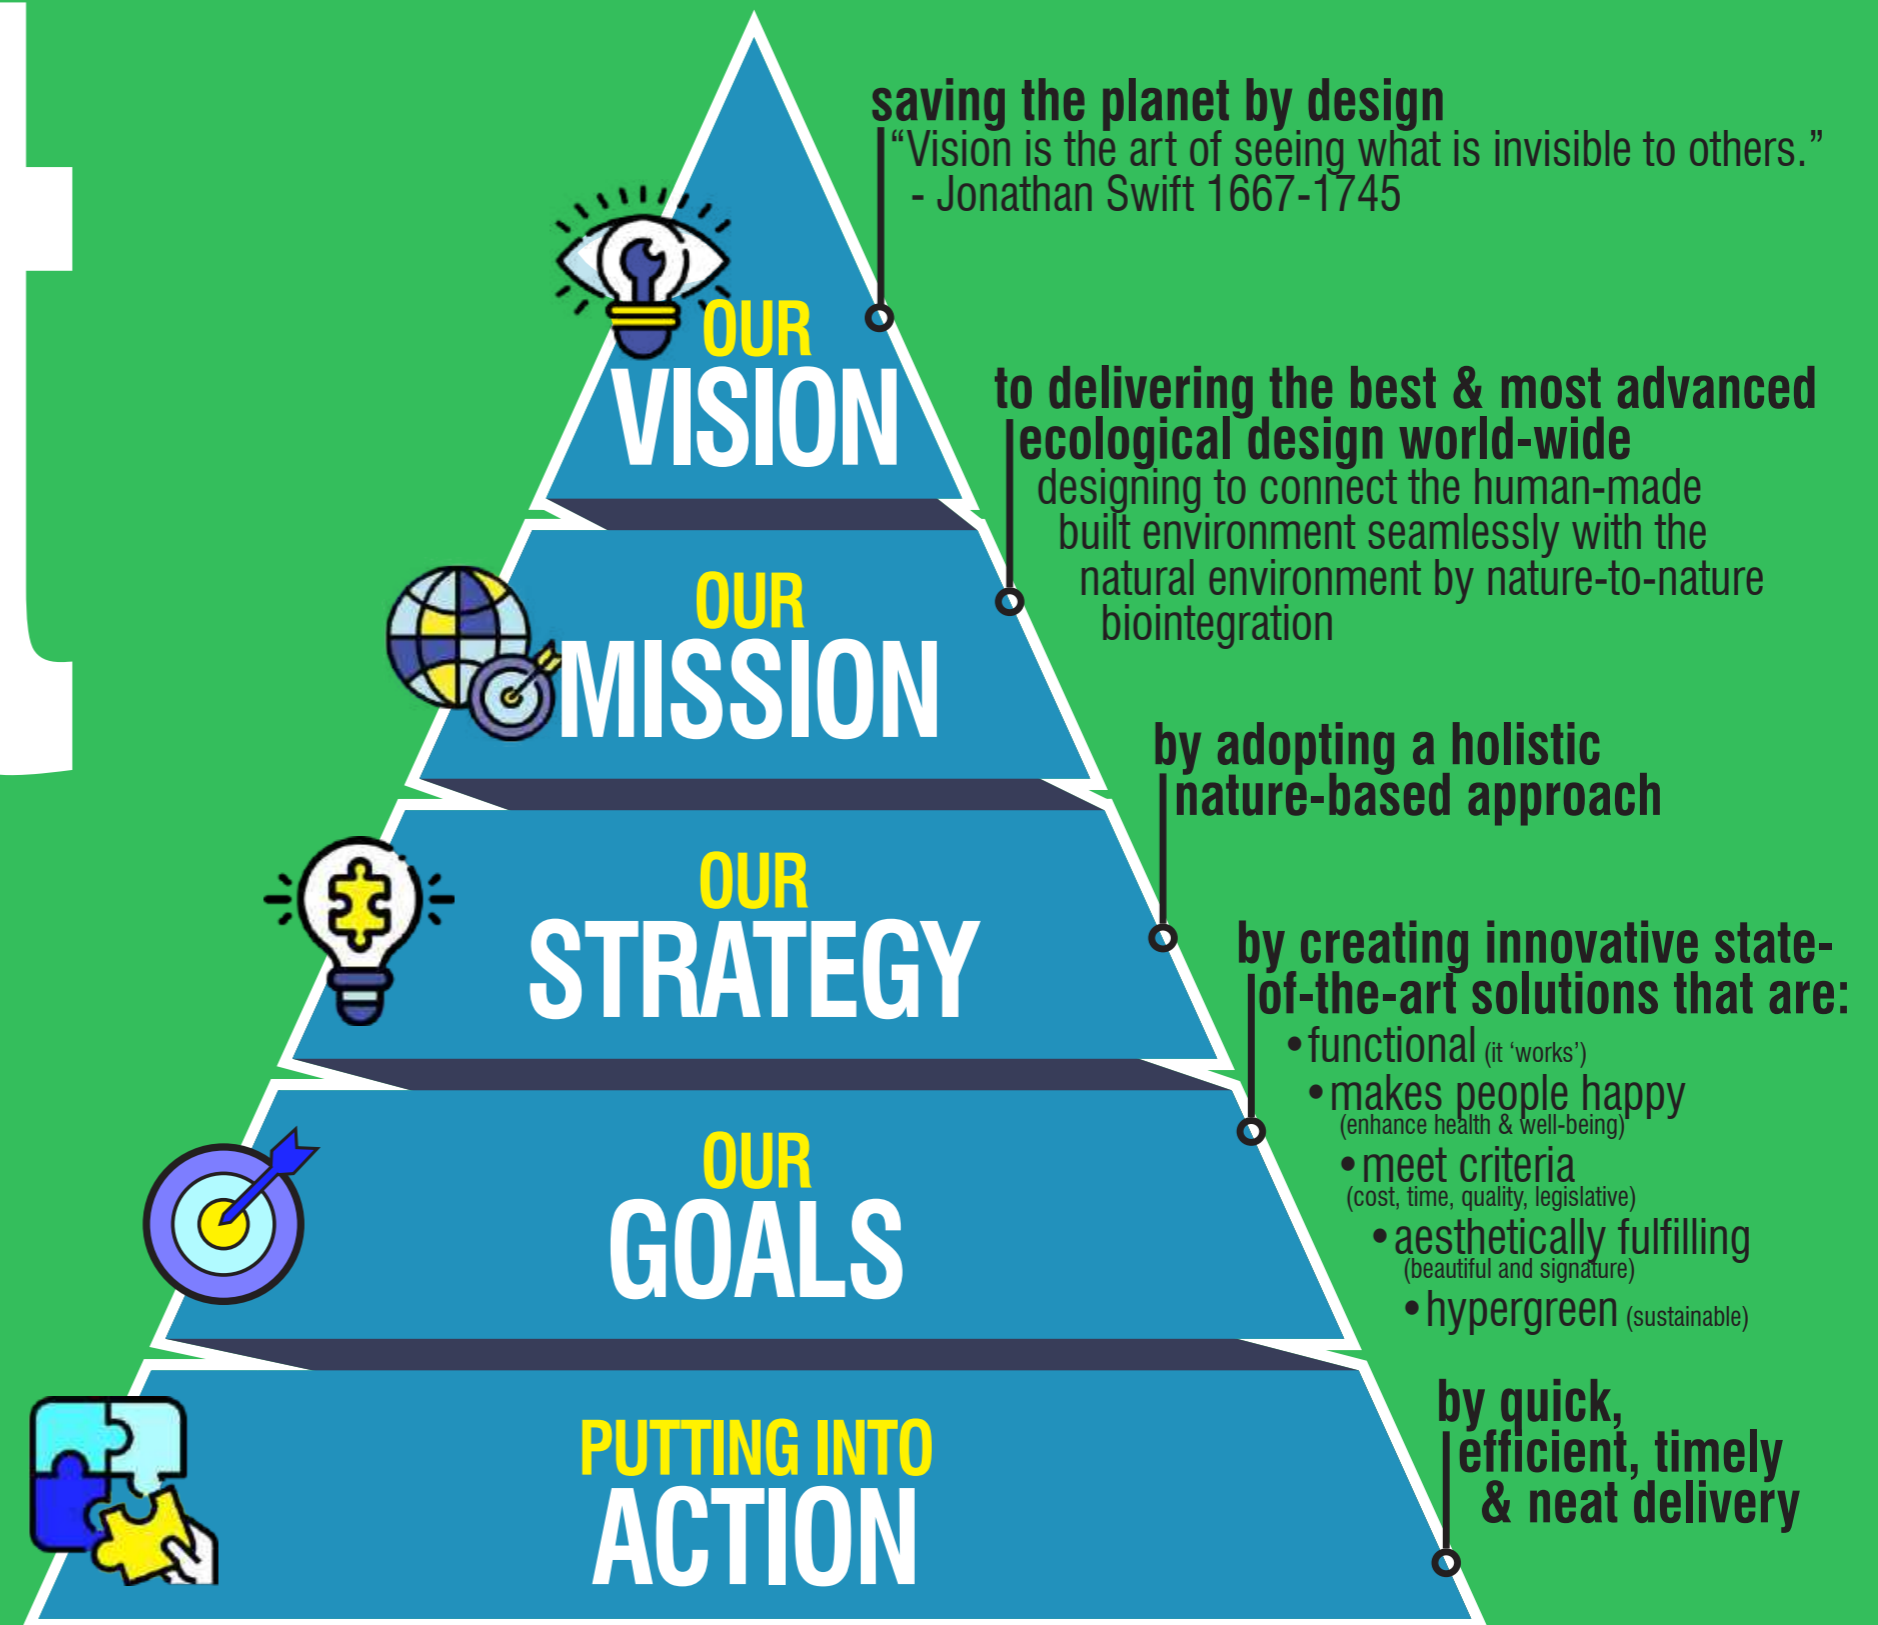 saving the planet by design
“Vision is the art of seeing what is invisible to others.”
- Jonathan Swift 1667-1745
OUR
VISION
to delivering the best & most advanced
ecological design world-wide
designing to connect the human-made
built environment seamlessly with the
natural environment by nature-to-nature
biointegration
OUR
MISSION
by adopting a holistic
nature-based approach
OUR
STRATEGY
by creating innovative state-
of-the-art solutions that are:
•functional (it ‘works’)
•makes people happy
(enhance health & well-being)
•meet criteria
(cost, time, quality, legislative)
•aesthetically fulfilling
(beautiful and signature)
•hypergreen (sustainable)
OUR
GOALS
by quick,
efficient, timely
& neat delivery
PUTTING INTO
ACTION